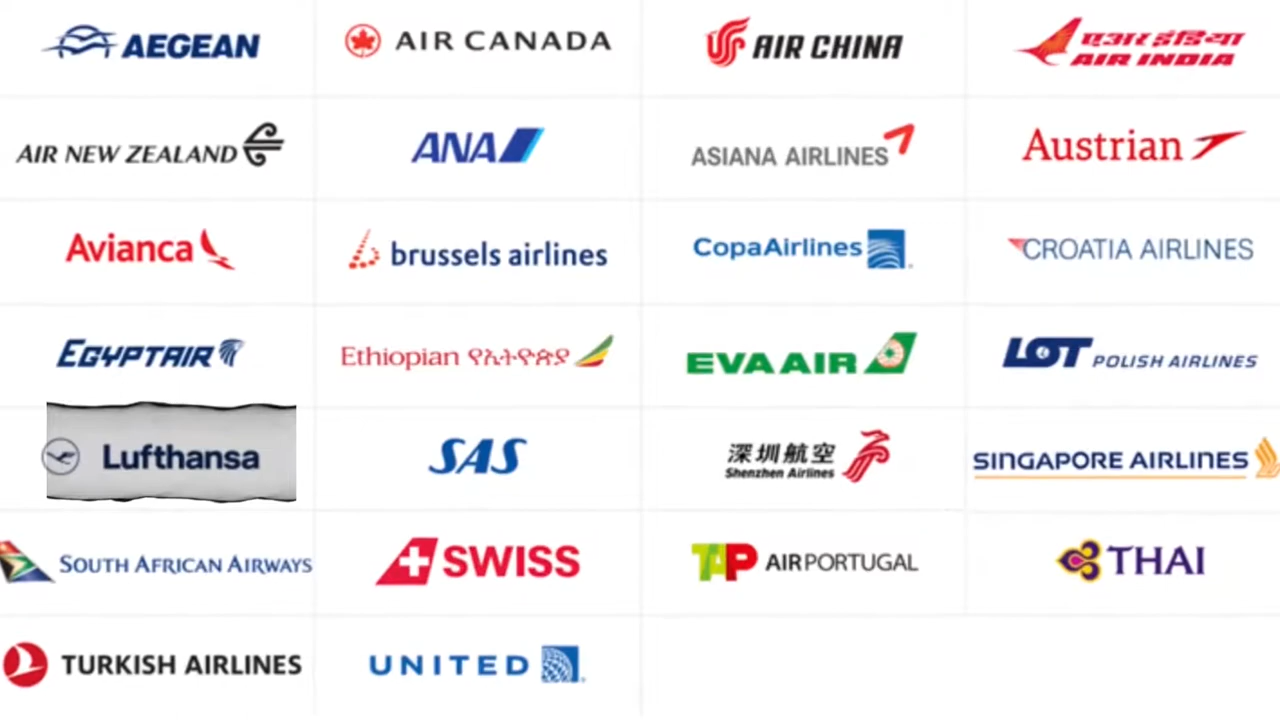 AEGEAN
AIR CANADA
AIR CHINA
एअर इंडिया
AIR INDIA
AIR NEW ZEALAND
ANA
ASIANA AIRLINES
Austrian
Avianca
brussels airlines
CopaAirlines
CROATIA AIRLINES
EGYPTAIR
Ethiopian የኢትዮጵያ
EVA AIR
LOT POLISH AIRLINES
Lufthansa
SAS
深圳航空
Shenzhen Airlines
SINGAPORE AIRLINES
SOUTH AFRICAN AIRWAYS
SWISS
TAP AIRPORTUGAL
THAI
TURKISH AIRLINES
UNITED